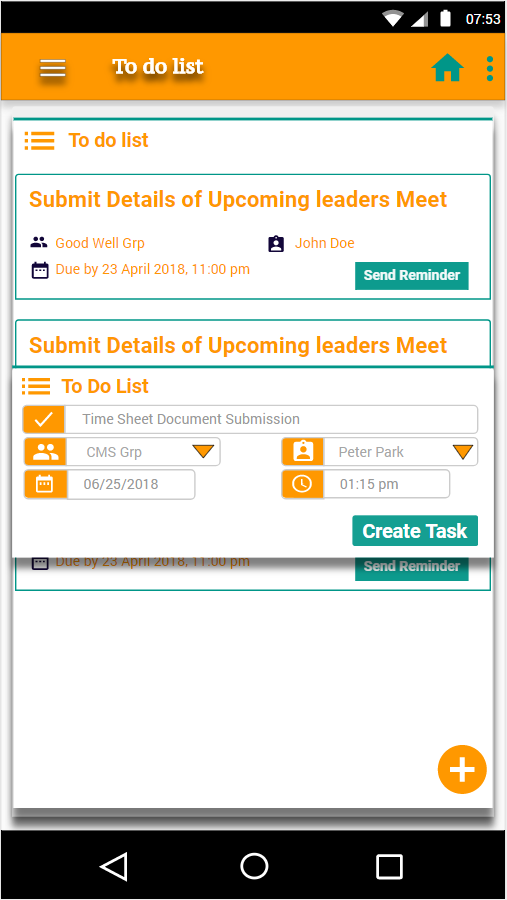 07:53
To do list
To do list
Submit Details of Upcoming leaders Meet
Good Well Grp
John Doe
Due by 23 April 2018, 11:00 pm
Send Reminder
Submit Details of Upcoming leaders Meet
To Do List
Time Sheet Document Submission
CMS Grp
Peter Park
06/25/2018
01:15 pm
Create Task
Due by 23 April 2018, 11:00 pm
Send Reminder